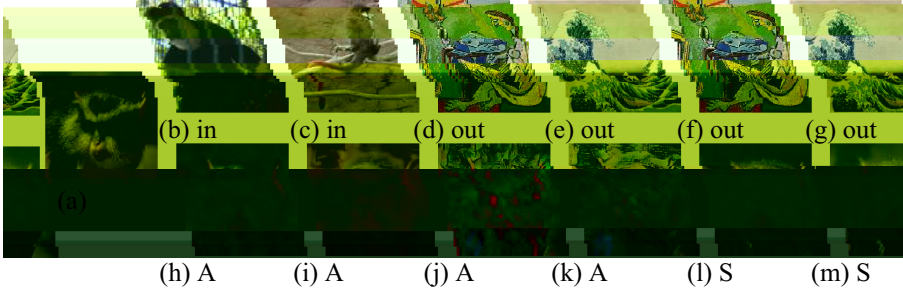 (b) in (c) in (d) out (e) out (f) out (g) out
(a)
(h) A (i) A (j) A (k) A (l) S (m) S